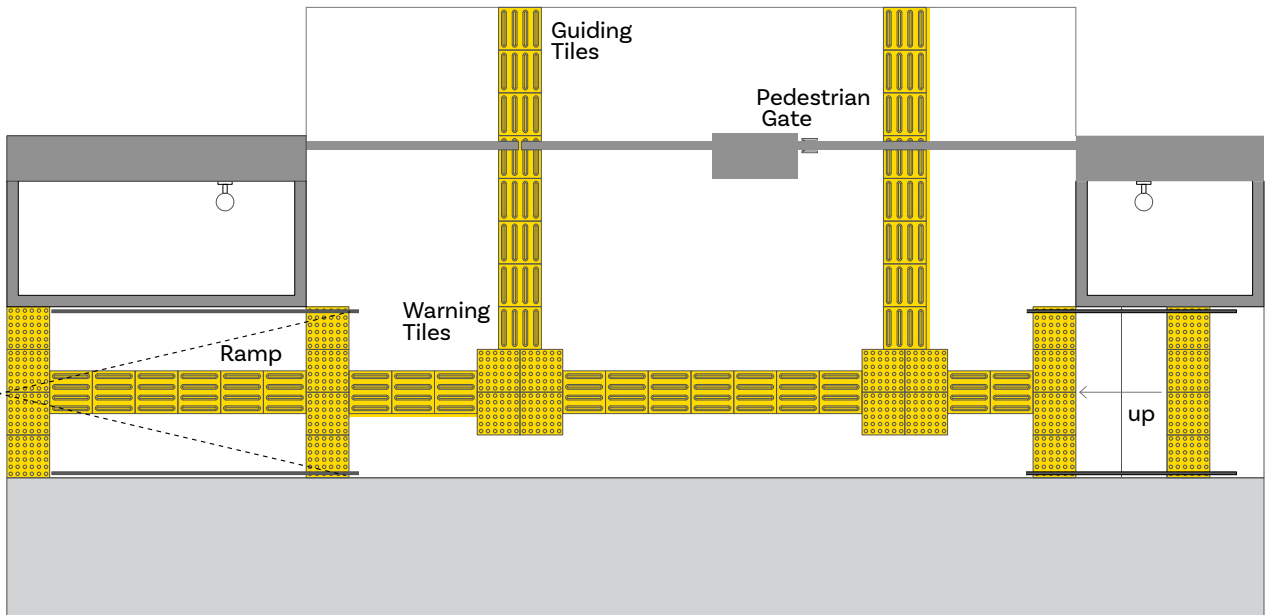 Guiding
Tiles
Pedestrian
Gate
Warning
Tiles
Ramp
up